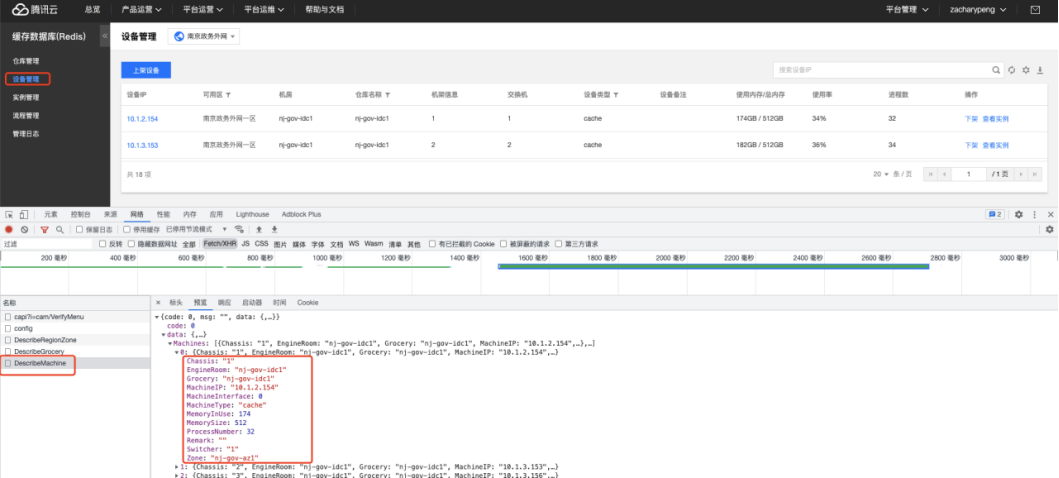 腾讯云 总览 产品运营 平台运营 平台运维 帮助与文档 平台管理 zacharypeng
缓存数据库(Redis) « 设备管理 南京政务外网
仓库管理
设备管理
实例管理
流程管理
管理日志
上架设备 搜索设备IP
设备IP 可用区 机房 仓库名称 机架信息 交换机 设备类型 设备备注 使用内存/总内存 使用率 进程数 操作
10.1.2.154 南京政务外网一区 nj-gov-idc1 nj-gov-idc1 1 1 cache 174GB / 512GB 34% 32 下架 查看实例
10.1.3.153 南京政务外网一区 nj-gov-idc1 nj-gov-idc1 2 2 cache 182GB / 512GB 36% 34 下架 查看实例
共 18 项 20 条 / 页 1 / 1 页
元素 控制台 来源 网络 性能 内存 应用 Lighthouse Adblock Plus 2
保留日志 停用缓存 已停用节流模式
过滤 反转 隐藏数据网址 全部 Fetch/XHR JS CSS 图片 媒体 字体 文档 WS Wasm 清单 其他 有已拦截的 Cookie 被屏蔽的请求 第三方请求
200 毫秒 400 毫秒 600 毫秒 800 毫秒 1000 毫秒 1200 毫秒 1400 毫秒 1600 毫秒 1800 毫秒 2000 毫秒 2200 毫秒 2400 毫秒 2600 毫秒 2800 毫秒 3000 毫秒
名称 × 标头 预览 响应 启动器 时间 Cookie
capi?i=cam/VerifyMenu
config
DescribeRegionZone
DescribeGrocery
DescribeMachine
{code: 0, msg: "", data: {,…}}
code: 0
data: {,…}
Machines: [{Chassis: "1", EngineRoom: "nj-gov-idc1", Grocery: "nj-gov-idc1", MachineIP: "10.1.2.154",…},…]
0: {Chassis: "1", EngineRoom: "nj-gov-idc1", Grocery: "nj-gov-idc1", MachineIP: "10.1.2.154",…}
Chassis: "1"
EngineRoom: "nj-gov-idc1"
Grocery: "nj-gov-idc1"
MachineIP: "10.1.2.154"
MachineInterface: 0
MachineType: "cache"
MemoryInUse: 174
MemorySize: 512
ProcessNumber: 32
Remark: ""
Switcher: "1"
Zone: "nj-gov-az1"
1: {Chassis: "2", EngineRoom: "nj-gov-idc1", Grocery: "nj-gov-idc1", MachineIP: "10.1.3.153",…}
2: {Chassis: "3", EngineRoom: "nj-gov-idc1", Grocery: "nj-gov-idc1", MachineIP: "10.1.3.156",…}